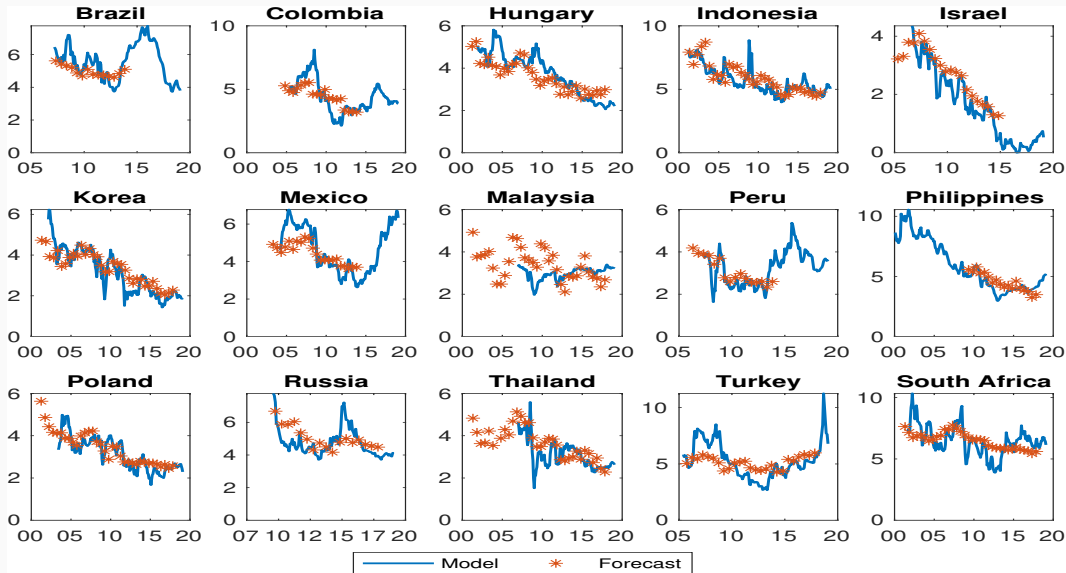 Brazil Colombia Hungary Indonesia Israel
6 4 2 0 05 10 15 20
10 5 0 00 05 10 15 20
6 4 2 0 00 05 10 15 20
10 5 0 00 05 10 15 20
4 2 0 05 10 15 20
Korea Mexico Malaysia Peru Philippines
6 4 2 0 00 05 10 15 20
6 4 2 0 00 05 10 15 20
6 4 2 0 00 05 10 15 20
6 4 2 0 05 10 15 20
10 5 0 00 05 10 15 20
Poland Russia Thailand Turkey South Africa
6 4 2 0 00 05 10 15 20
8 6 4 2 0 07 10 12 15 17 20
6 4 2 0 00 05 10 15 20
10 5 0 05 10 15 20
10 5 0 00 05 10 15 20
Model Forecast